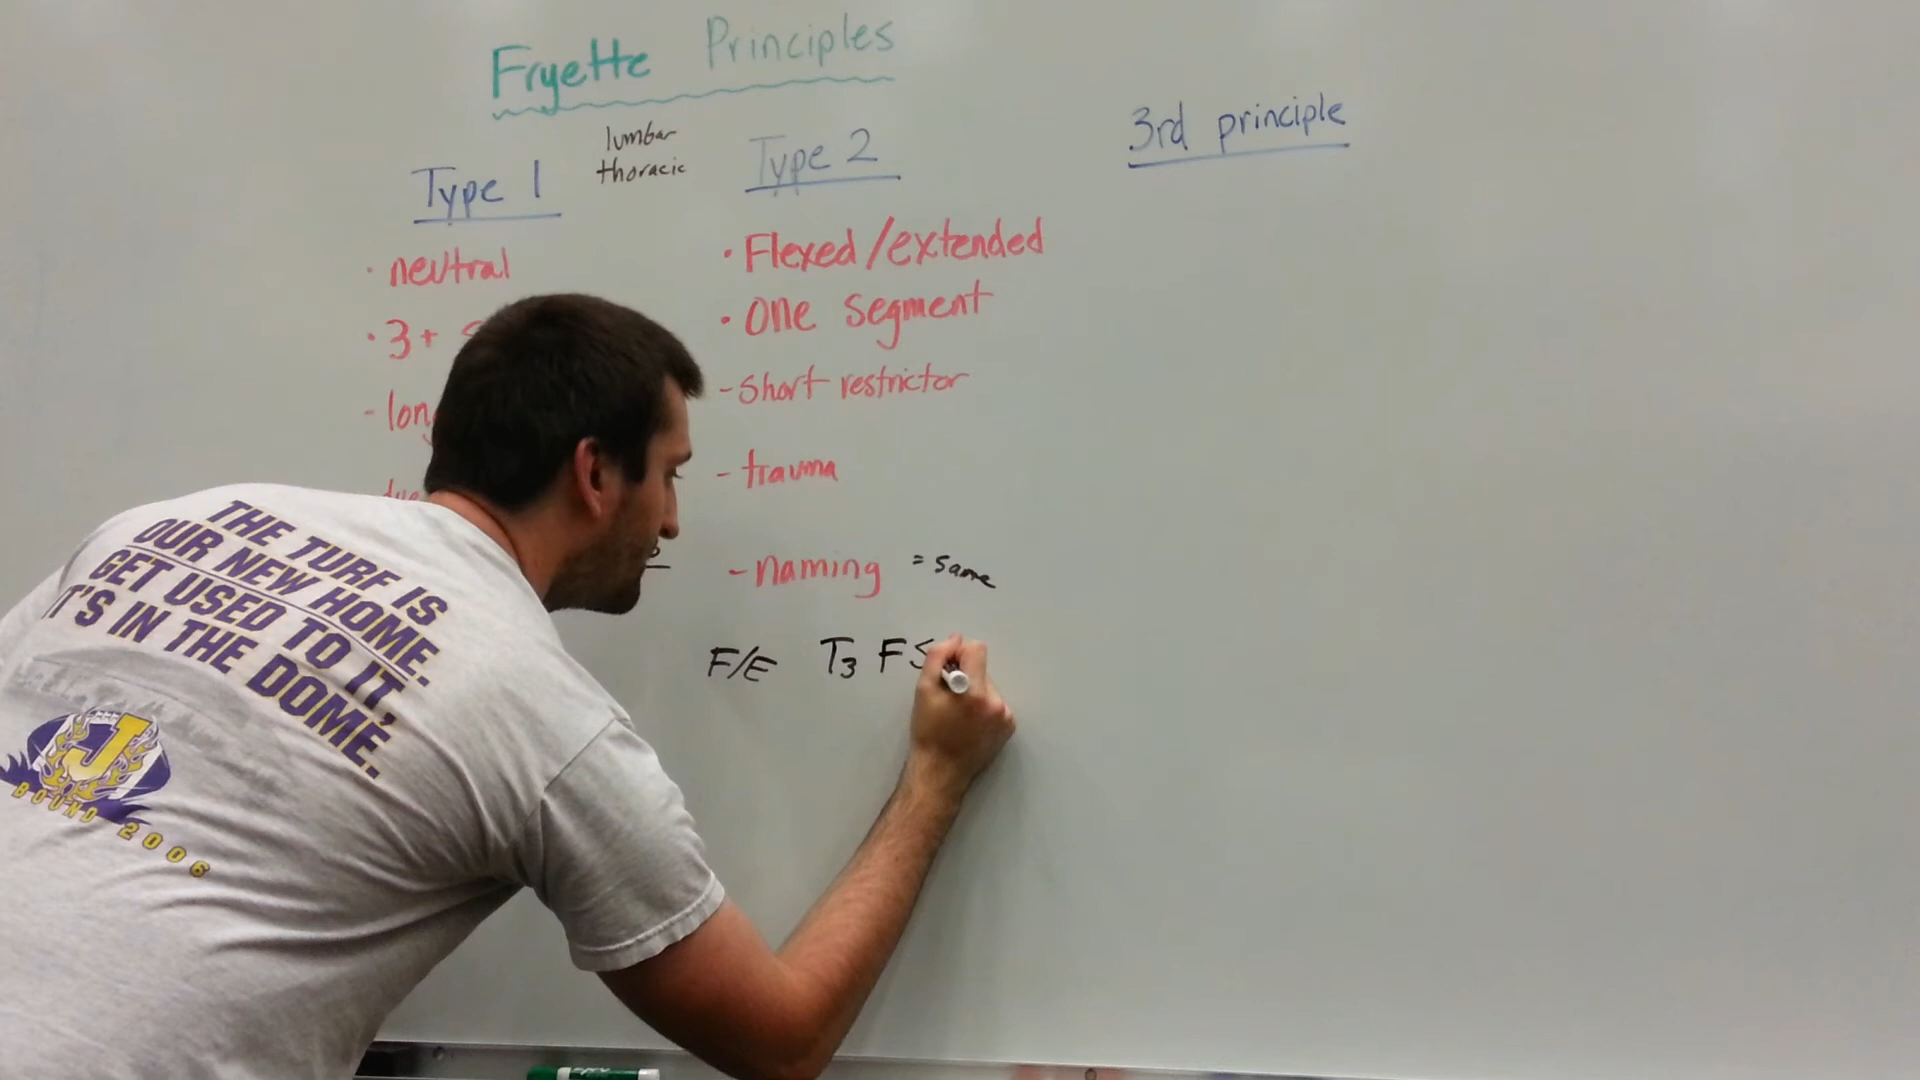 Fryette Principles
lumbar
thoracic
Type 1
· neutral
· 3+
Type 2
· Flexed/extended
· One segment
- Short restrictor
- trauma
- naming = same
F/E T3 FS
3rd principle
THE TURF IS
OUR NEW HOME.
GET USED TO IT,
IT'S IN THE DOME.
J
BOUND 2006